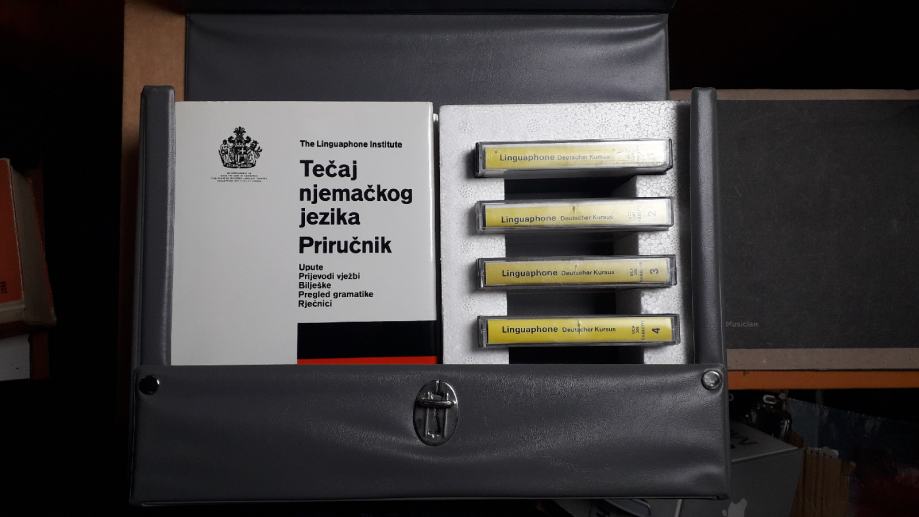 The Linguaphone Institute
Tečaj
njemačkog
jezika
Priručnik
Upute
Prijevodi vježbi
Bilješke
Pregled gramatike
Rječnici
Linguaphone Deutscher Kursus
Linguaphone Deutscher Kursus 2
Linguaphone Deutscher Kursus 3
Linguaphone Deutscher Kursus 4
Musician